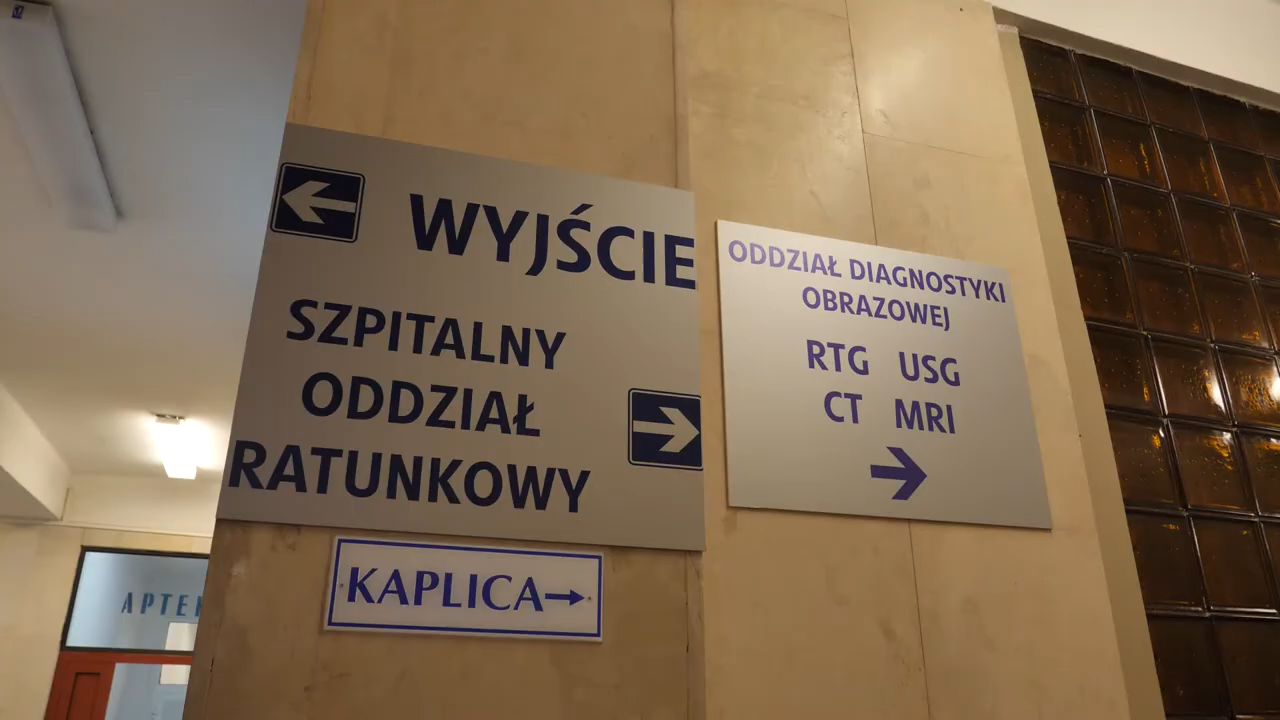 WYJŚCIE
SZPITALNY
ODDZIAŁ
RATUNKOWY
KAPLICA
ODDZIAŁ DIAGNOSTYKI
OBRAZOWEJ
RTG USG
CT MRI